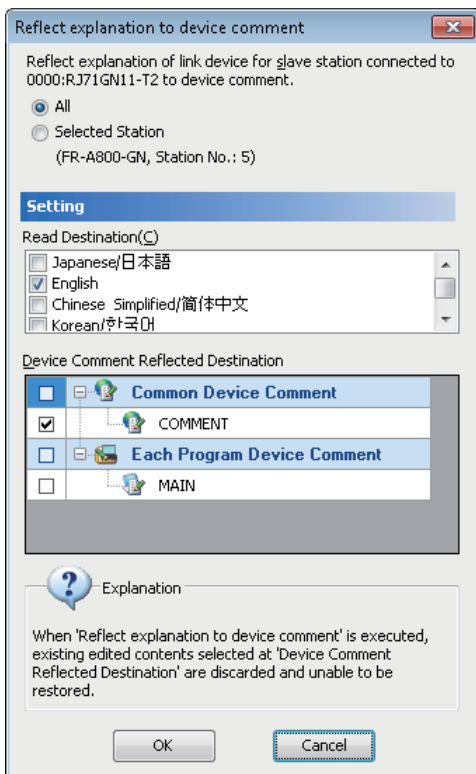 Reflect explanation to device comment
Reflect explanation of link device for slave station connected to
0000:RJ71GN11-T2 to device comment.
All
Selected Station
(FR-A800-GN, Station No.: 5)
Setting
Read Destination(C)
Japanese/日本語
English
Chinese Simplified/简体中文
Korean/한국어
Device Comment Reflected Destination
Common Device Comment
COMMENT
Each Program Device Comment
MAIN
Explanation
When 'Reflect explanation to device comment' is executed,
existing edited contents selected at 'Device Comment
Reflected Destination' are discarded and unable to be
restored.
OK
Cancel